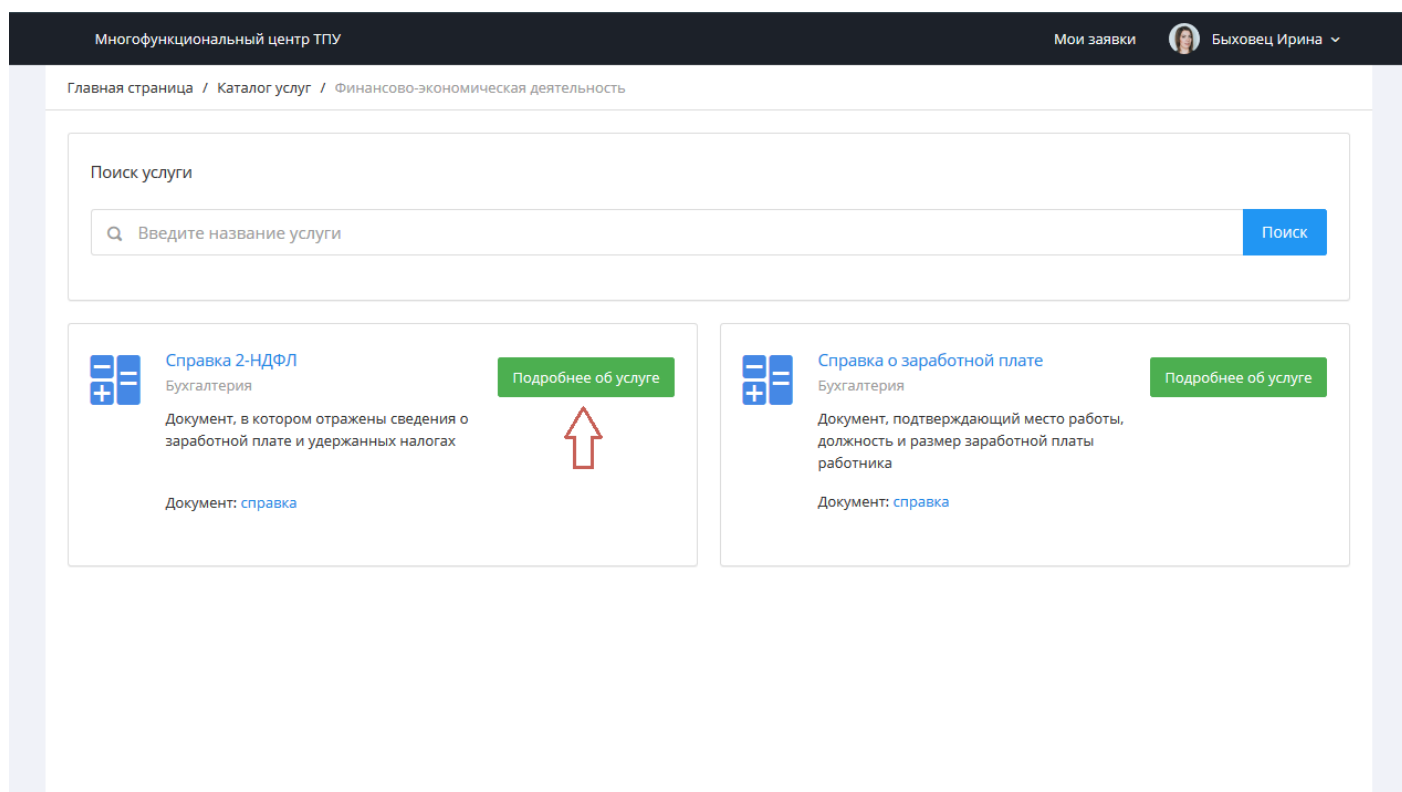 Многофункциональный центр ТПУ
Мои заявки
Быховец Ирина
Главная страница / Каталог услуг / Финансово-экономическая деятельность
Поиск услуги
Введите название услуги
Поиск
Справка 2-НДФЛ
Бухгалтерия
Подробнее об услуге
Документ, в котором отражены сведения о
заработной плате и удержанных налогах
Документ: справка
Справка о заработной плате
Бухгалтерия
Подробнее об услуге
Документ, подтверждающий место работы,
должность и размер заработной платы
работника
Документ: справка